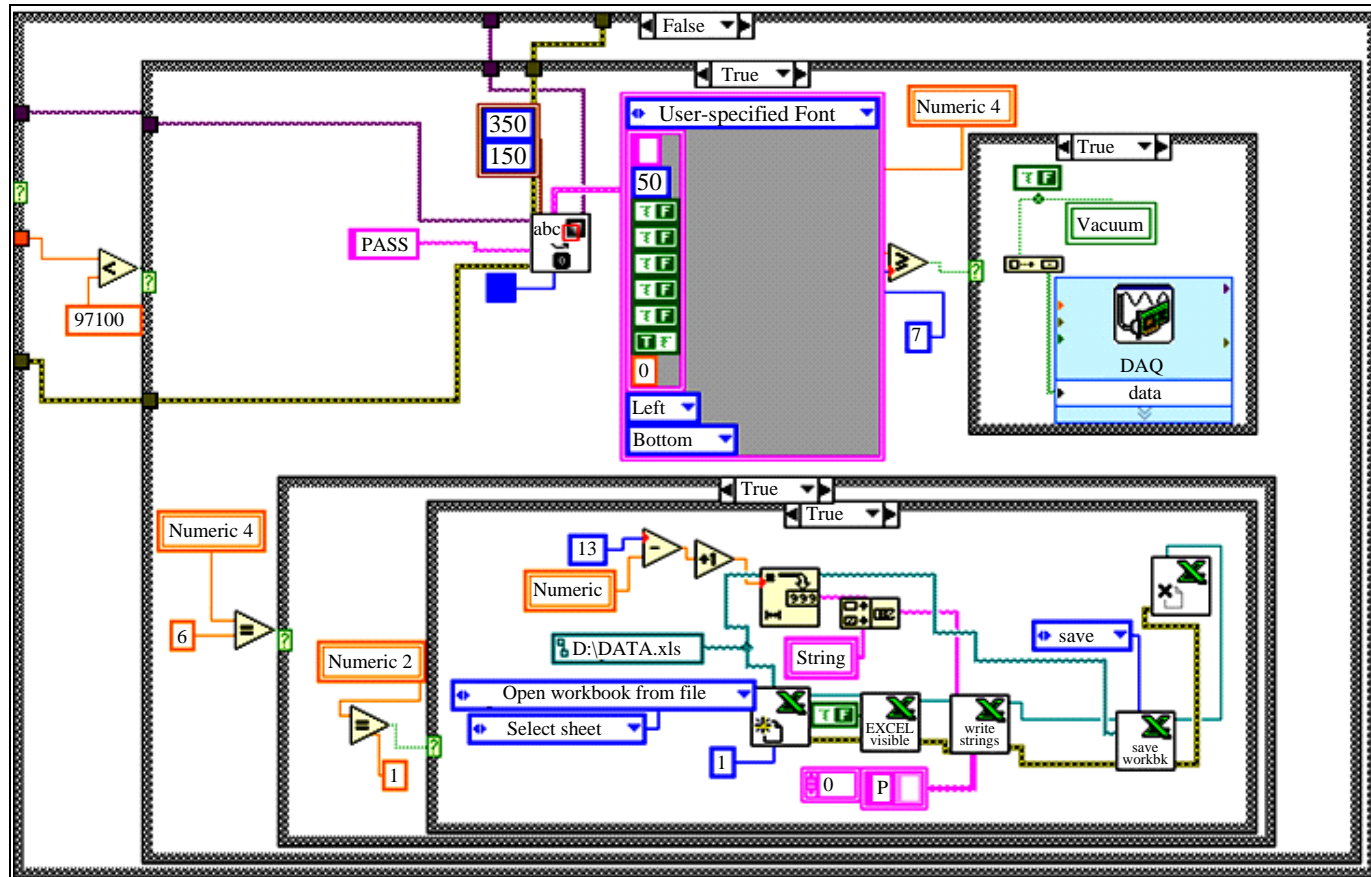 False
True
350
150
User-specified Font
Numeric 4
True
50
T F
T F
T F
T F
T F
T F
T F
Vacuum
PASS
abc
0
<
97100
7
DAQ
data
0
Left
Bottom
True
True
Numeric 4
13
-
+1
Numeric
???
6
=
Numeric 2
D:\DATA.xls
String
save
Open workbook from file
Select sheet
T F
EXCEL
visible
write
strings
save
workbk
=
1
1
0
P
?
?
?
?
?